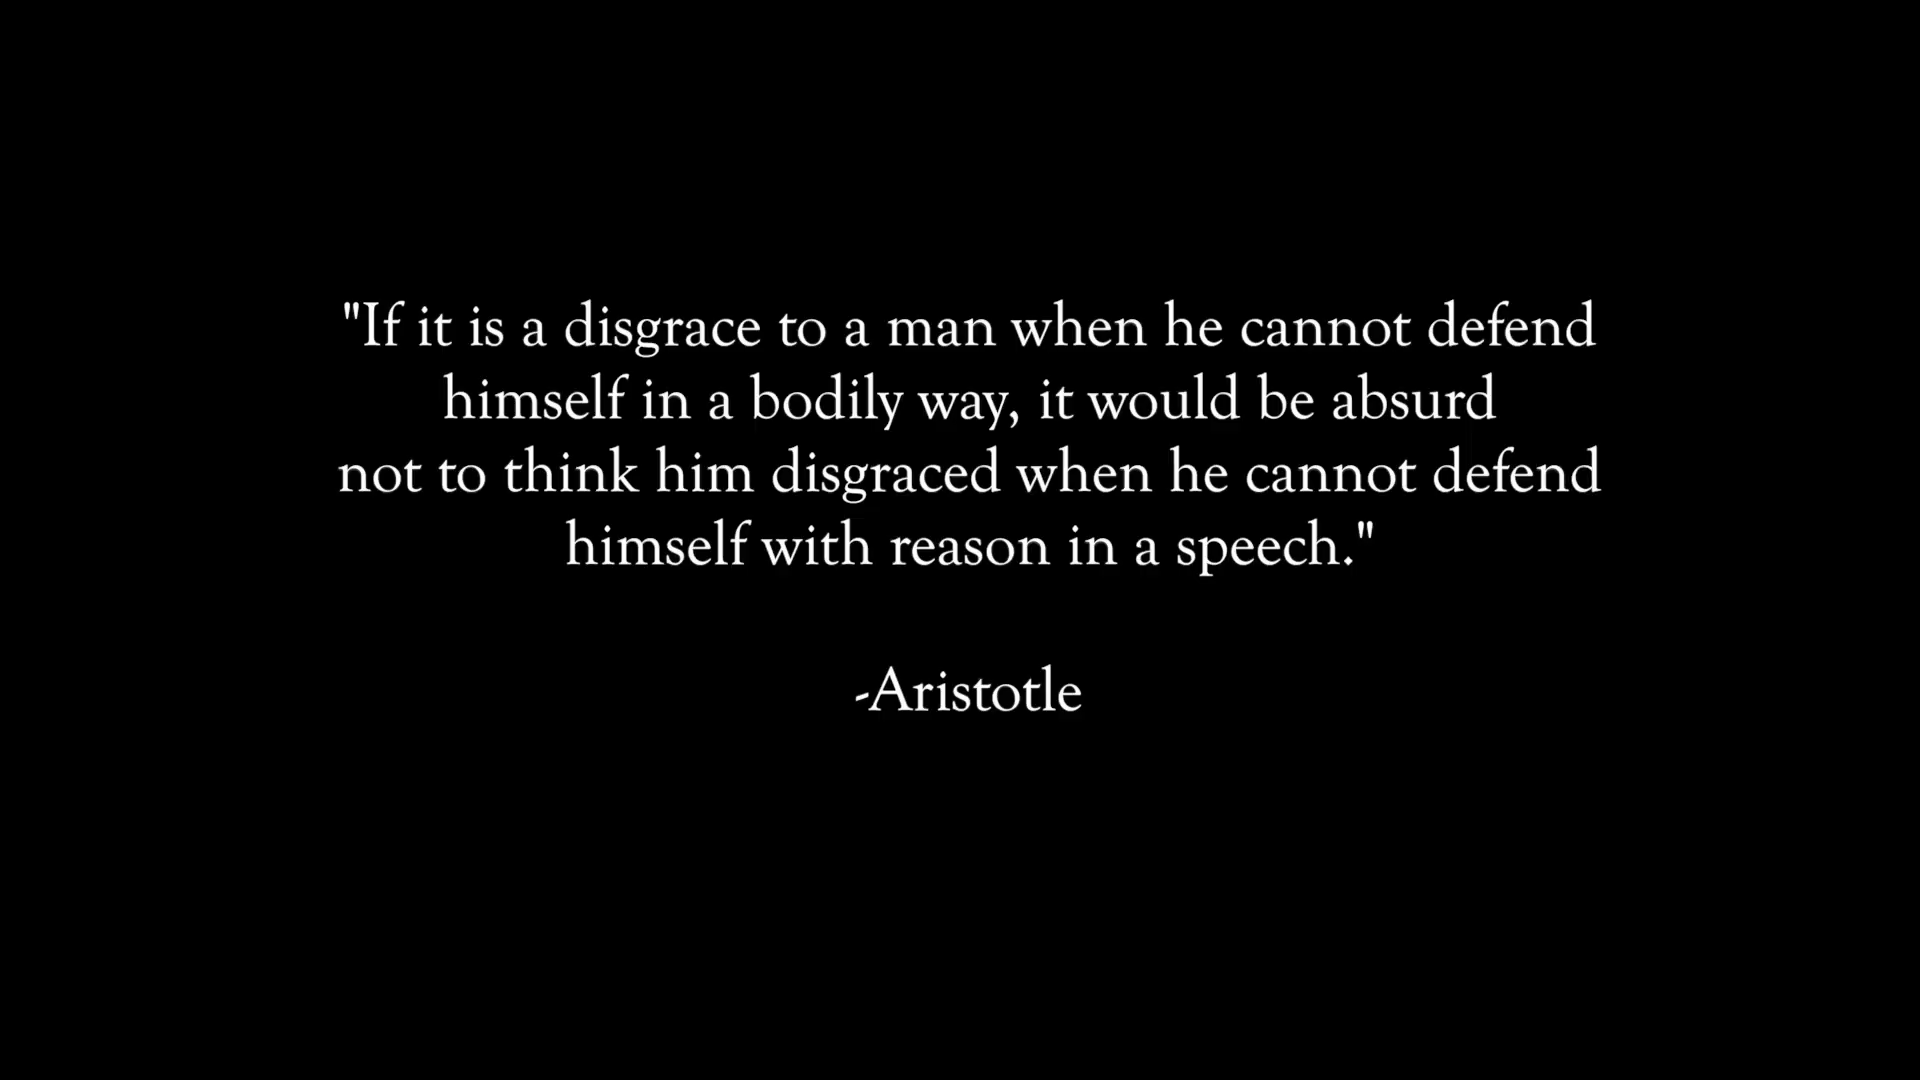 "If it is a disgrace to a man when he cannot defend
himself in a bodily way, it would be absurd
not to think him disgraced when he cannot defend
himself with reason in a speech."
-Aristotle